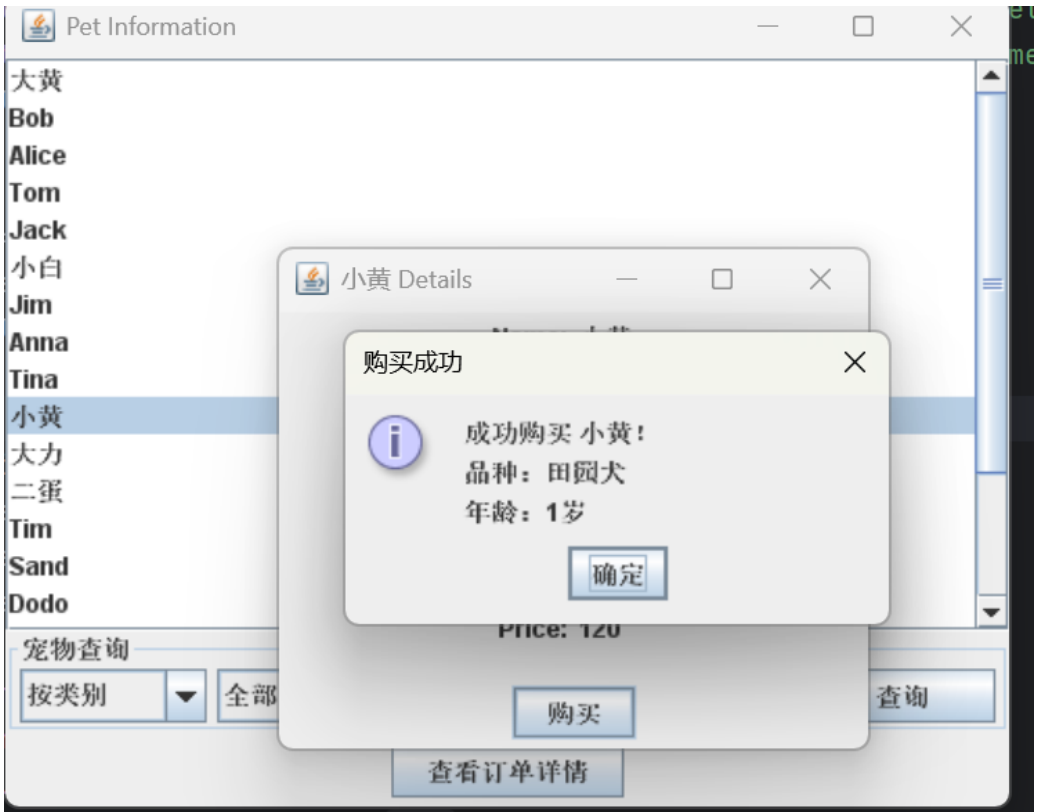 Pet Information
大黄
Bob
Alice
Tom
Jack
小白
Jim
Anna
Tina
小黄
大力
二蛋
Tim
Sand
Dodo
小黄 Details
购买成功
成功购买 小黄!
品种：田园犬
年龄：1岁
确定
Price: 120
购买
宠物查询
按类别
全部
查询
查看订单详情